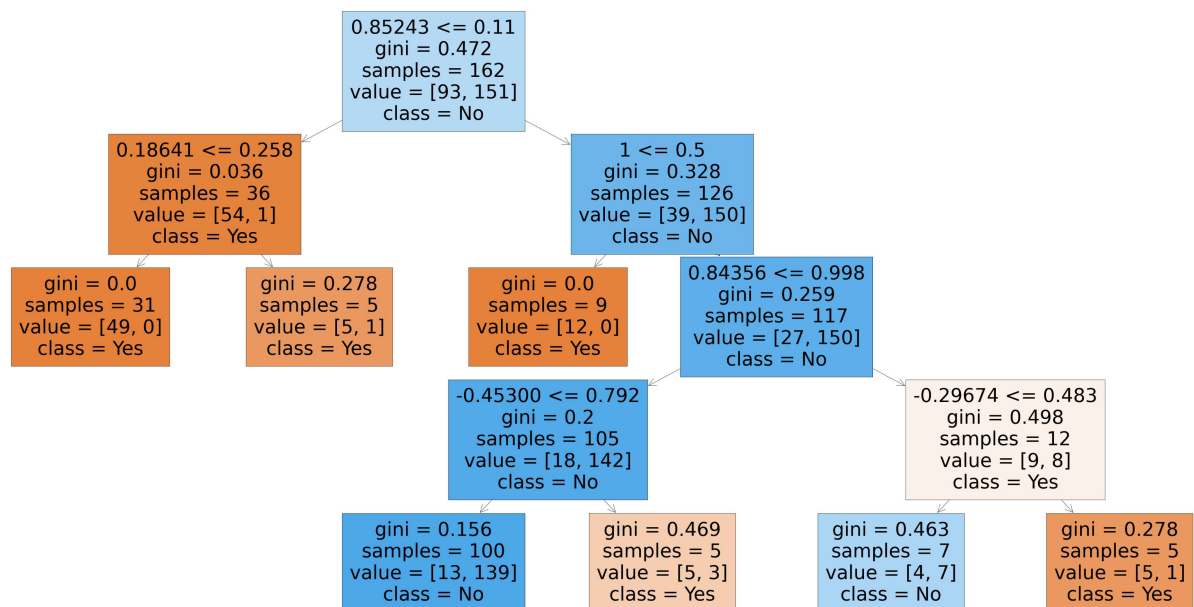 0.85243 <= 0.11
gini = 0.472
samples = 162
value = [93, 151]
class = No
0.18641 <= 0.258
gini = 0.036
samples = 36
value = [54, 1]
class = Yes
1 <= 0.5
gini = 0.328
samples = 126
value = [39, 150]
class = No
gini = 0.0
samples = 31
value = [49, 0]
class = Yes
gini = 0.278
samples = 5
value = [5, 1]
class = Yes
gini = 0.0
samples = 9
value = [12, 0]
class = Yes
0.84356 <= 0.998
gini = 0.259
samples = 117
value = [27, 150]
class = No
-0.45300 <= 0.792
gini = 0.2
samples = 105
value = [18, 142]
class = No
-0.29674 <= 0.483
gini = 0.498
samples = 12
value = [9, 8]
class = Yes
gini = 0.156
samples = 100
value = [13, 139]
class = No
gini = 0.469
samples = 5
value = [5, 3]
class = Yes
gini = 0.463
samples = 7
value = [4, 7]
class = No
gini = 0.278
samples = 5
value = [5, 1]
class = Yes